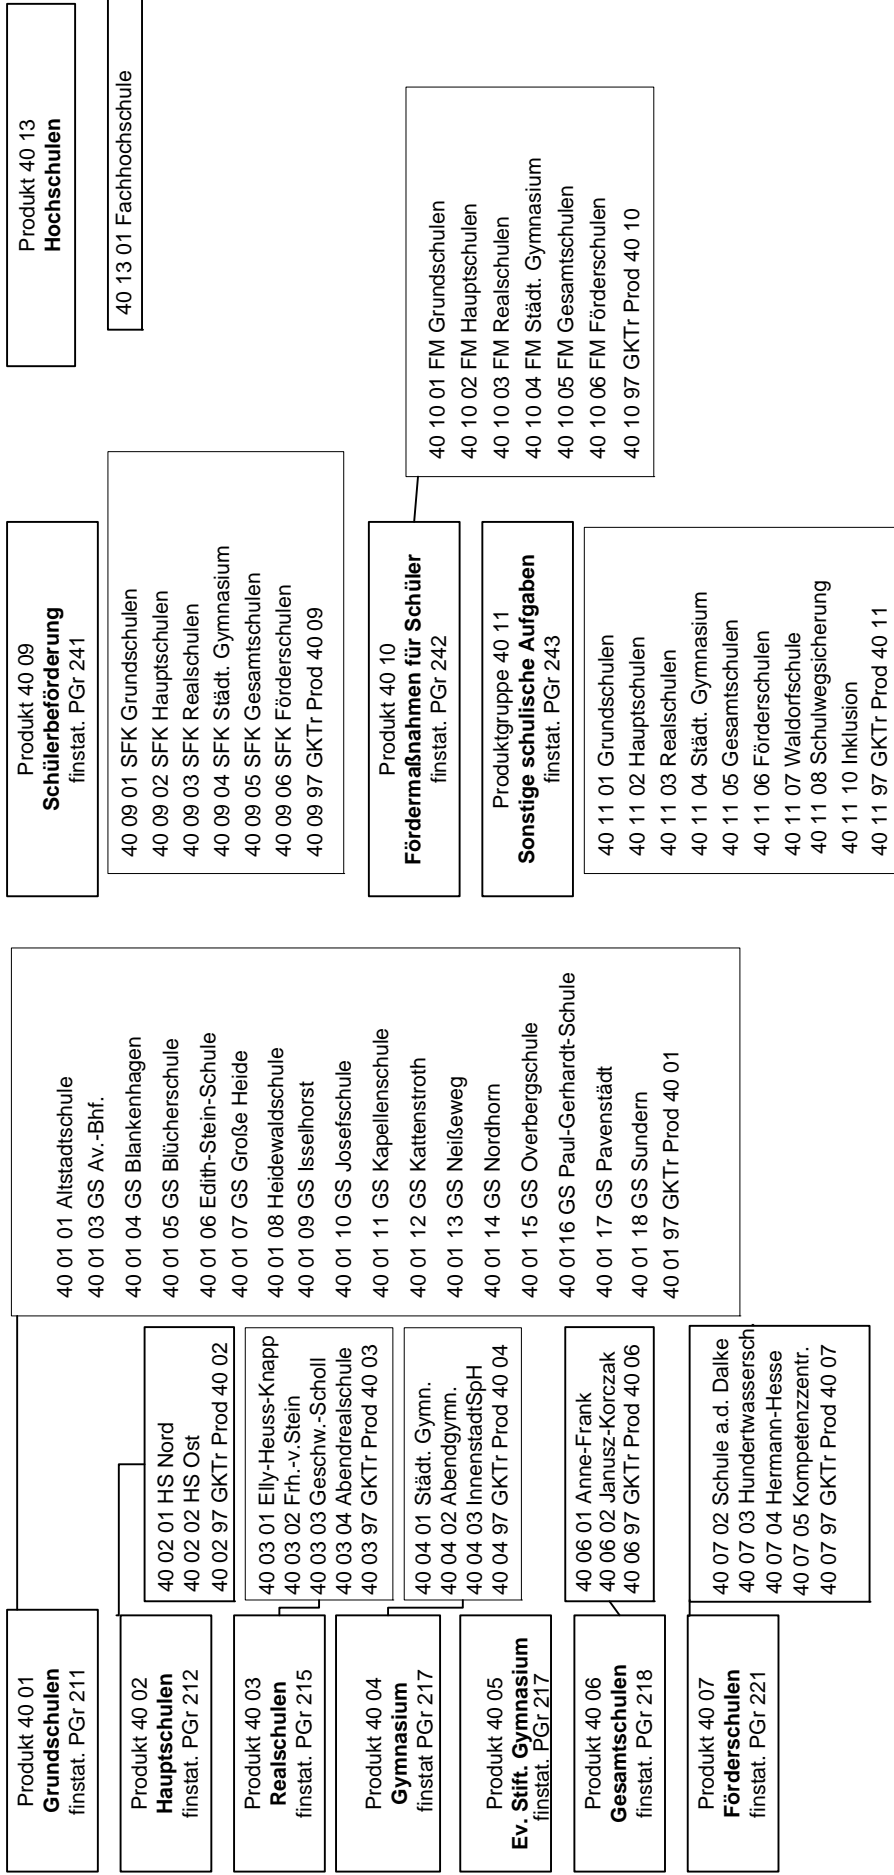 Produkt 40 01
Grundschulen
finstat. PGr 211
40 01 01 Altstadtschule
40 01 03 GS Av.-Bhf.
40 01 04 GS Blankenhagen
40 01 05 GS Blücherschule
40 01 06 Edith-Stein-Schule
40 01 07 GS Große Heide
40 01 08 Heidewaldschule
40 01 09 GS Isselhorst
40 01 10 GS Josefschule
40 01 11 GS Kapellenschule
40 01 12 GS Kattenstroth
40 01 13 GS Neißeweg
40 01 14 GS Nordhorn
40 01 15 GS Overbergschule
40 0116 GS Paul-Gerhardt-Schule
40 01 17 GS Pavenstädt
40 01 18 GS Sundern
40 01 97 GKTr Prod 40 01
Produkt 40 02
Hauptschulen
finstat. PGr 212
40 02 01 HS Nord
40 02 02 HS Ost
40 02 97 GKTr Prod 40 02
Produkt 40 03
Realschulen
finstat. PGr 215
40 03 01 Elly-Heuss-Knapp
40 03 02 Frh.-v.Stein
40 03 03 Geschw.-Scholl
40 03 04 Abendrealschule
40 03 97 GKTr Prod 40 03
Produkt 40 04
Gymnasium
finstat PGr 217
40 04 01 Städt. Gymn.
40 04 02 Abendgymn.
40 04 03 InnenstadtSpH
40 04 97 GKTr Prod 40 04
Produkt 40 05
Ev. Stift. Gymnasium
finstat. PGr 217
Produkt 40 06
Gesamtschulen
finstat. PGr 218
40 06 01 Anne-Frank
40 06 02 Janusz-Korczak
40 06 97 GKTr Prod 40 06
Produkt 40 07
Förderschulen
finstat. PGr 221
40 07 02 Schule a.d. Dalke
40 07 03 Hundertwassersch.
40 07 04 Hermann-Hesse
40 07 05 Kompetenzzentr.
40 07 97 GKTr Prod 40 07
Produkt 40 09
Schülerbeförderung
finstat. PGr 241
40 09 01 SFK Grundschulen
40 09 02 SFK Hauptschulen
40 09 03 SFK Realschulen
40 09 04 SFK Städt. Gymnasium
40 09 05 SFK Gesamtschulen
40 09 06 SFK Förderschulen
40 09 97 GKTr Prod 40 09
Produkt 40 10
Fördermaßnahmen für Schüler
finstat. PGr 242
40 10 01 FM Grundschulen
40 10 02 FM Hauptschulen
40 10 03 FM Realschulen
40 10 04 FM Städt. Gymnasium
40 10 05 FM Gesamtschulen
40 10 06 FM Förderschulen
40 10 97 GKTr Prod 40 10
Produktgruppe 40 11
Sonstige schulische Aufgaben
finstat. PGr 243
40 11 01 Grundschulen
40 11 02 Hauptschulen
40 11 03 Realschulen
40 11 04 Städt. Gymnasium
40 11 05 Gesamtschulen
40 11 06 Förderschulen
40 11 07 Waldorfschule
40 11 08 Schulwegsicherung
40 11 10 Inklusion
40 11 97 GKTr Prod 40 11
Produkt 40 13
Hochschulen
40 13 01 Fachhochschule